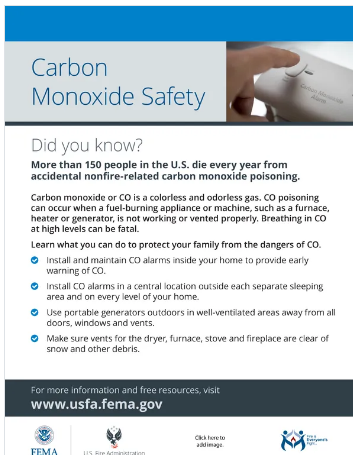 Carbon Monoxide
Alarm
Carbon
Monoxide Safety
Did you know?
More than 150 people in the U.S. die every year from
accidental nonfire-related carbon monoxide poisoning.
Carbon monoxide or CO is a colorless and odorless gas. CO poisoning
can occur when a fuel-burning appliance or machine, such as a furnace,
heater or generator, is not working or vented properly. Breathing in CO
at high levels can be fatal.
Learn what you can do to protect your family from the dangers of CO.
Install and maintain CO alarms inside your home to provide early
warning of CO.
Install CO alarms in a central location outside each separate sleeping
area and on every level of your home.
Use portable generators outdoors in well-ventilated areas away from all
doors, windows and vents.
Make sure vents for the dryer, furnace, stove and fireplace are clear of
snow and other debris.
For more information and free resources, visit
www.usfa.fema.gov
FEMA
U.S. Fire Administration
Click here to
add image.
Fire is
Everyone's
Fight